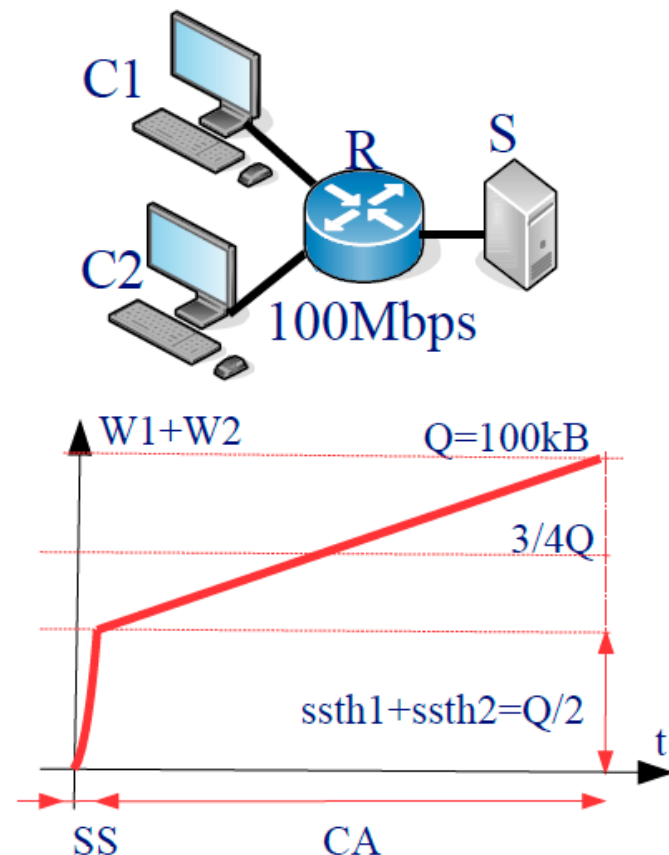 C1
R
S
C2
100Mbps
W1+W2
Q=100kB
3/4Q
ssth1+ssth2=Q/2
t
SS
CA